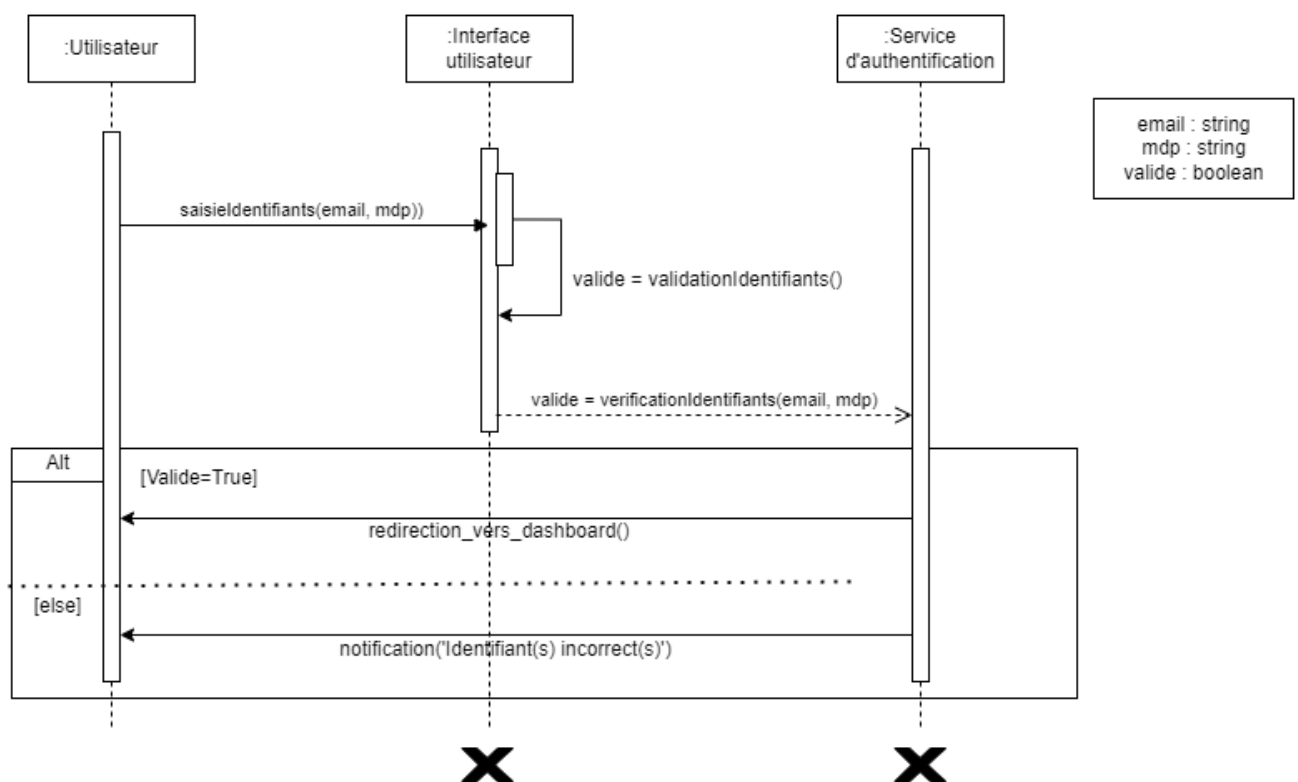 :Utilisateur
:Interface
utilisateur
:Service
d'authentification
email : string
mdp : string
valide : boolean
saisieIdentifiants(email, mdp))
valide = validationIdentifiants()
valide = verificationIdentifiants(email, mdp)
Alt
[Valide=True]
redirection_vers_dashboard()
[else]
notification('Identifiant(s) incorrect(s)')